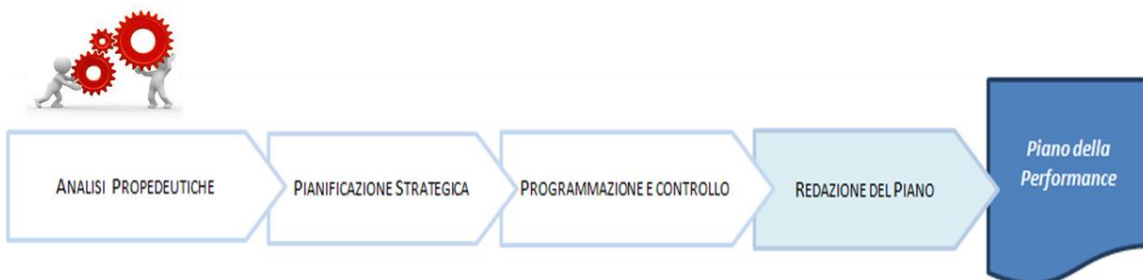 ANALISI PROPEDEUTICHE
PIANIFICAZIONE STRATEGICA
PROGRAMMAZIONE E CONTROLLO
REDAZIONE DEL PIANO
Piano della
Performance